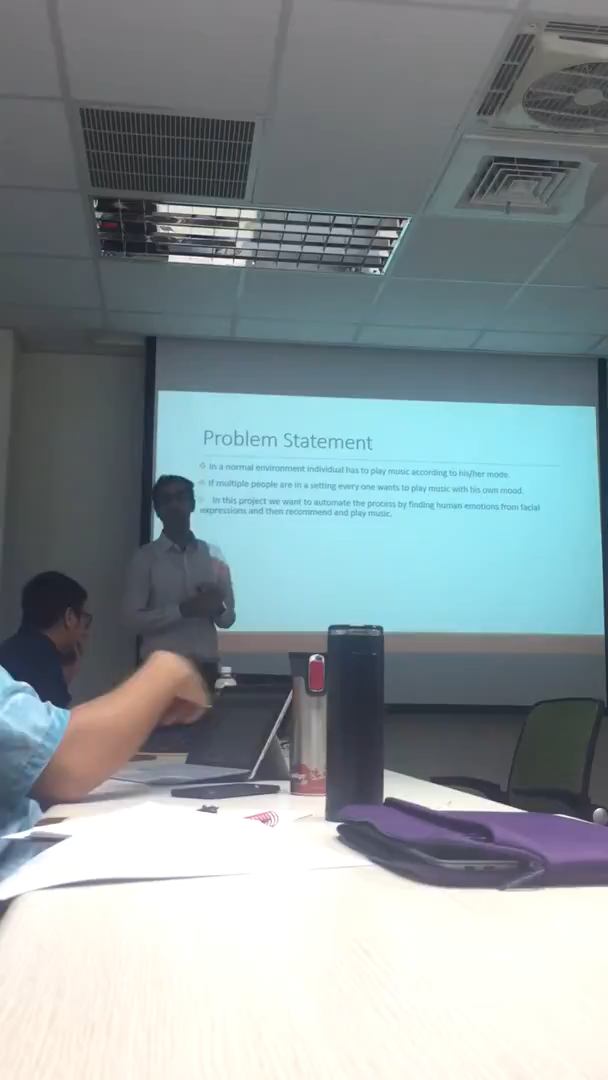 Problem Statement
In a normal environment individual has to play music according to his/her mode.
If multiple people are in a setting every one wants to play music with his own mood.
In this project we want to automate the process by finding human emotions from facial
expressions and then recommend and play music.